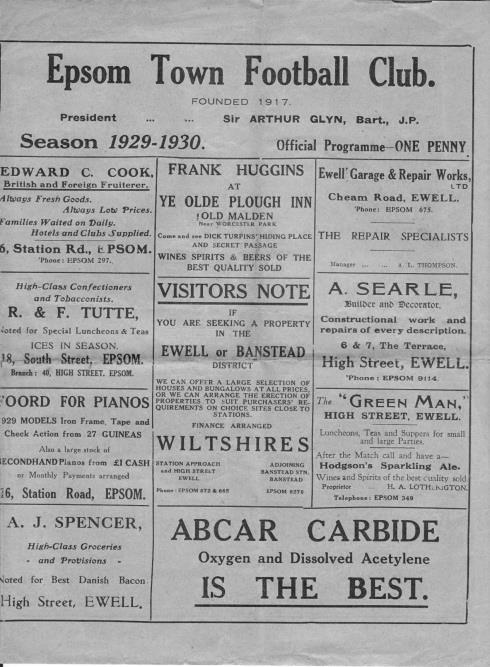 Epsom Town Football Club.
FOUNDED 1917.
President ... ... Sir ARTHUR GLYN, Bart., J.P.
Season 1929-1930. Official Programme—ONE PENNY
EDWARD C. COOK,
British and Foreign Fruiterer.
Always Fresh Goods.
Always Low Prices.
Families Waited on Daily.
Hotels and Clubs Supplied.
6, Station Rd., EPSOM.
'Phone: EPSOM 297.
High-Class Confectioners
and Tobacconists.
R. & F. TUTTE,
Noted for Special Luncheons & Teas
ICES IN SEASON.
18, South Street, EPSOM.
Branch: 40, HIGH STREET, EPSOM.
FOORD FOR PIANOS
1929 MODELS Iron Frame, Tape and
Check Action from 27 GUINEAS
Also a large stock of
SECONDHAND Pianos from £1 CASH
or Monthly Payments arranged
76, Station Road, EPSOM.
A. J. SPENCER,
High-Class Groceries
- and Provisions -
Noted for Best Danish Bacon
High Street, EWELL.
FRANK HUGGINS
AT
YE OLDE PLOUGH INN
OLD MALDEN
Near WORCESTER PARK
Come and see DICK TURPINS' HIDING PLACE
AND SECRET PASSAGE
WINES SPIRITS & BEERS OF THE
BEST QUALITY SOLD
VISITORS NOTE
IF
YOU ARE SEEKING A PROPERTY
IN THE
EWELL or BANSTEAD
DISTRICT
WE CAN OFFER A LARGE SELECTION OF
HOUSES AND BUNGALOWS AT ALL PRICES,
OR WE CAN ARRANGE THE ERECTION OF
PROPERTIES TO SUIT PURCHASERS' RE-
QUIREMENTS ON CHOICE SITES CLOSE TO
STATIONS.
FINANCE ARRANGED
WILTSHIRES
STATION APPROACH
and HIGH STREET
EWELL
Phone: EPSOM 872 & 665
ADJOINING
BANSTEAD STN.
BANSTEAD
EPSOM 9270
Ewell Garage & Repair Works,
LTD
Cheam Road, EWELL.
'Phone: EPSOM 675.
THE REPAIR SPECIALISTS
Manager ... ... A. L. THOMPSON.
A. SEARLE,
Builder and Decorator.
Constructional work and
repairs of every description.
6 & 7, The Terrace,
High Street, EWELL.
'Phone: EPSOM 9114.
The "GREEN MAN,"
HIGH STREET, EWELL.
Luncheons, Teas and Suppers for small
and large Parties.
After the Match call and have a—
Hodgson's Sparkling Ale.
Wines and Spirits of the best quality sold
Proprietor ... H. A. LOTHINGTON.
Telephone: EPSOM 349
ABCAR CARBIDE
Oxygen and Dissolved Acetylene
IS THE BEST.